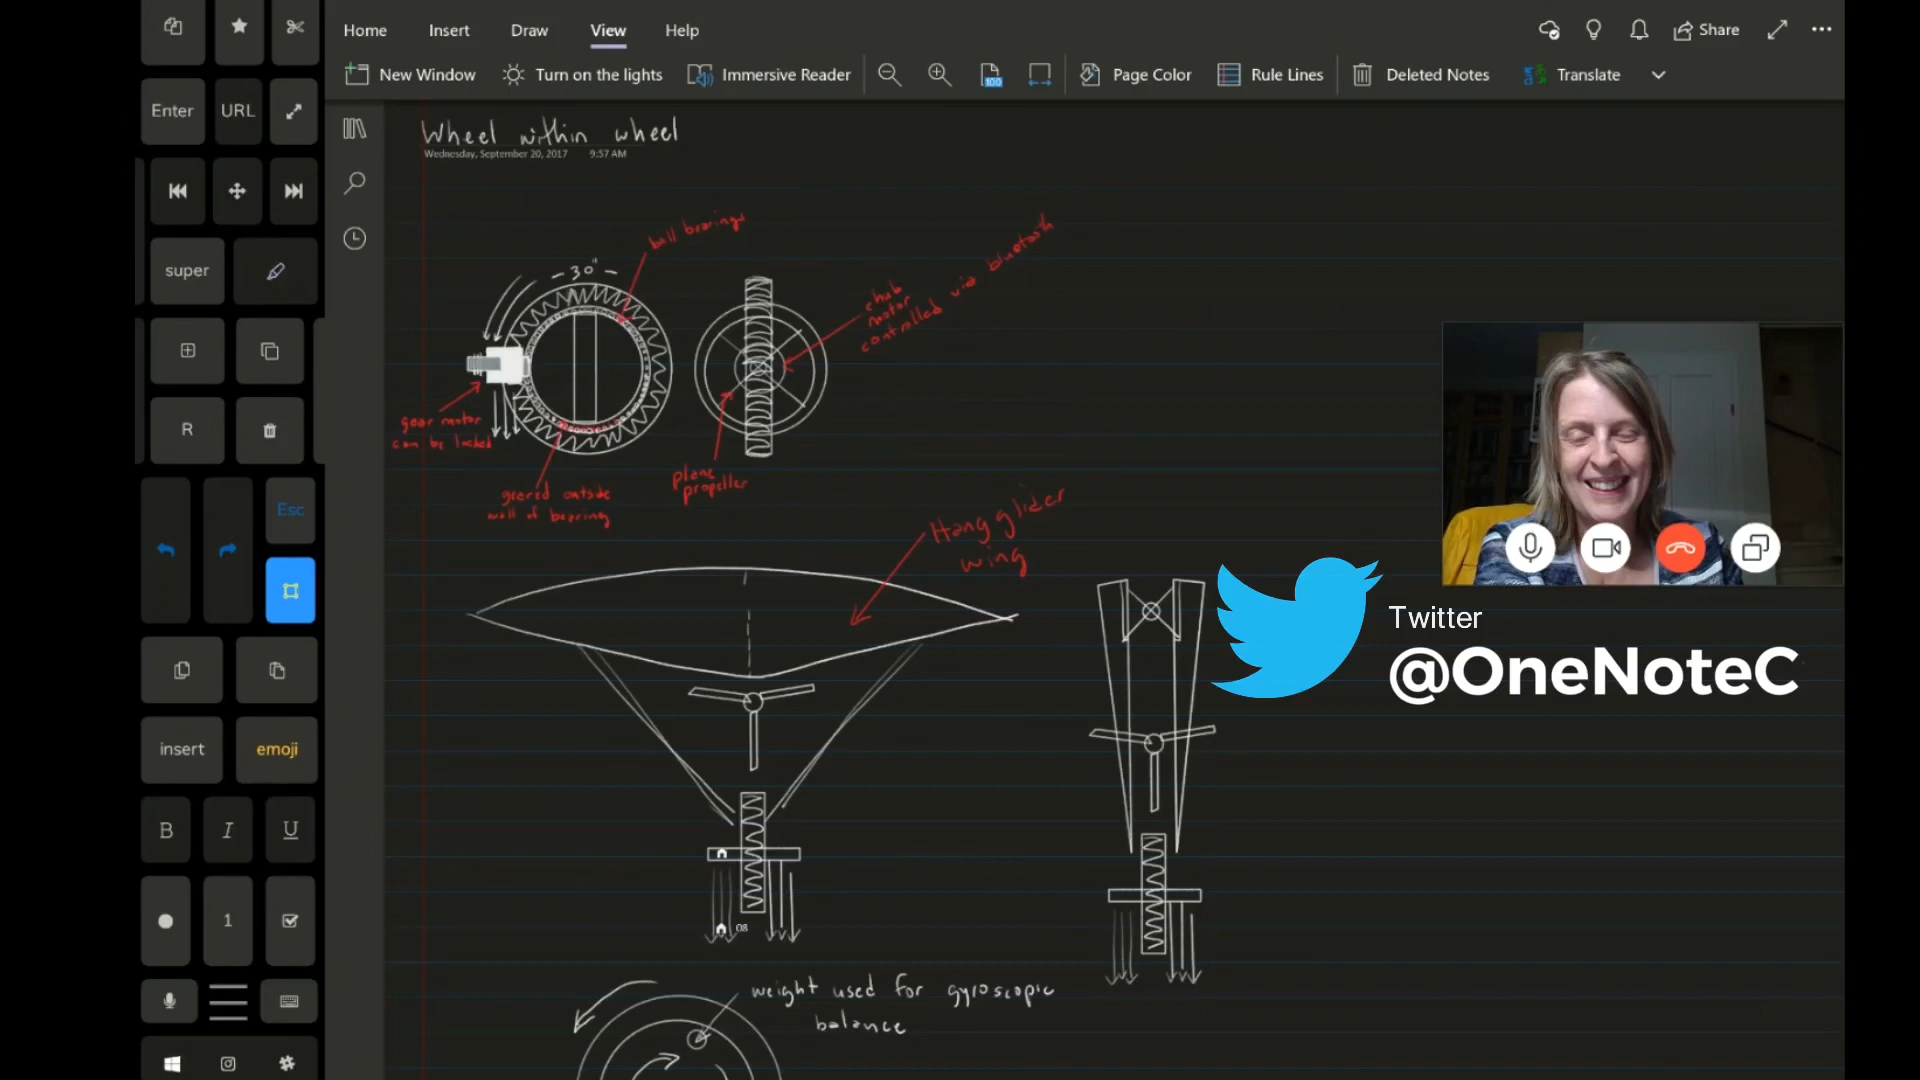 Home Insert Draw View Help
Share
New Window Turn on the lights Immersive Reader
100
Page Color Rule Lines Deleted Notes Translate
Enter URL
super
R
Esc
insert emoji
B I U
1
Wheel within wheel
Wednesday, September 20, 2017 9:57 AM
30"
ball bearings
hub
motor
controlled via bluetooth
gear motor
can be locked
geared outside
wall of bearing
plane
propeller
Hang glider
wing
08
weight used for gyroscopic
balance
Twitter
@OneNoteC